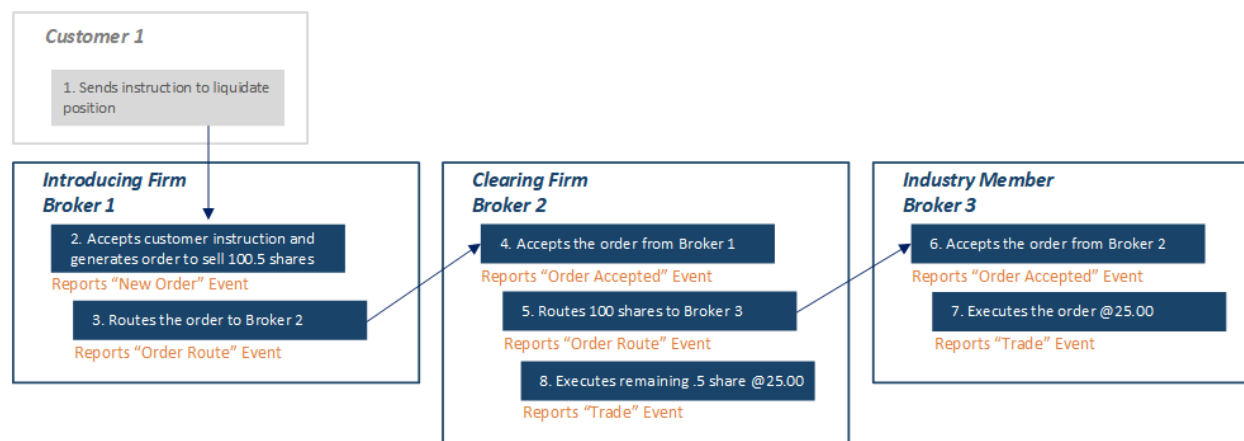 Customer 1
1. Sends instruction to liquidate
position
Introducing Firm
Broker 1
2. Accepts customer instruction and
generates order to sell 100.5 shares
Reports “New Order” Event
3. Routes the order to Broker 2
Reports “Order Route” Event
Clearing Firm
Broker 2
4. Accepts the order from Broker 1
Reports “Order Accepted” Event
5. Routes 100 shares to Broker 3
Reports “Order Route” Event
8. Executes remaining .5 share @25.00
Reports “Trade” Event
Industry Member
Broker 3
6. Accepts the order from Broker 2
Reports “Order Accepted” Event
7. Executes the order @25.00
Reports “Trade” Event